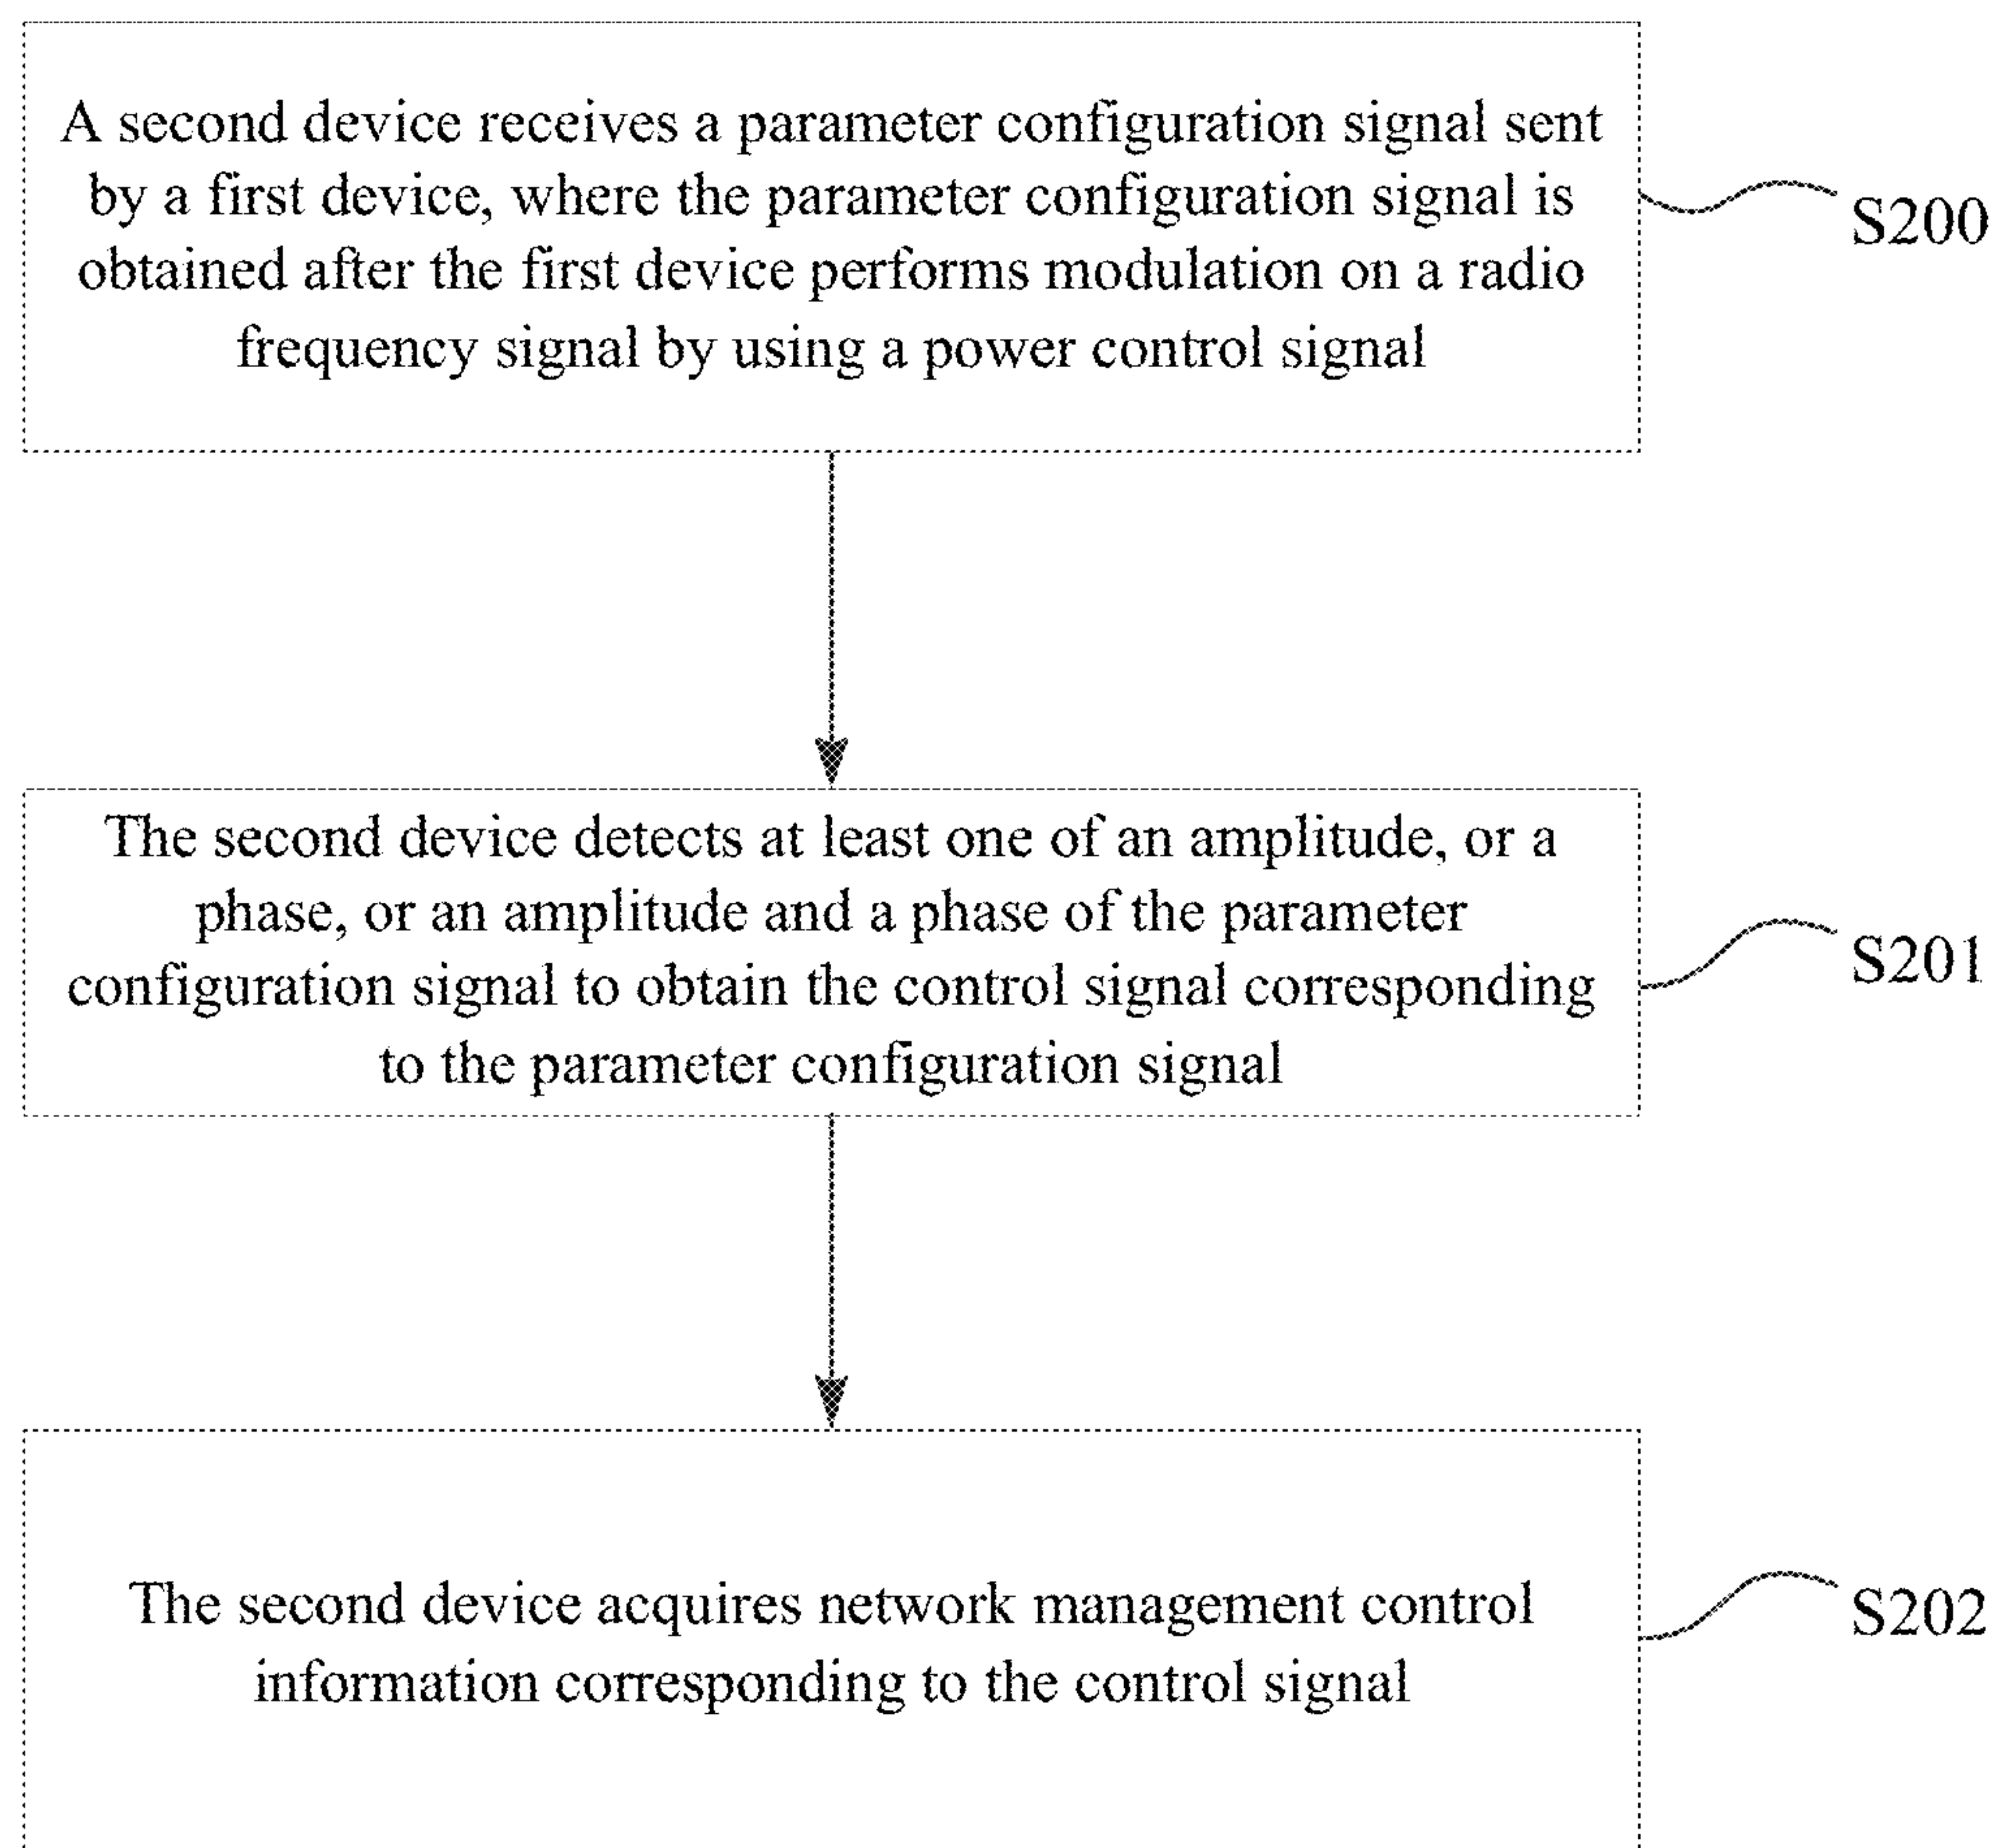 A second device receives a parameter configuration signal sent
by a first device, where the parameter configuration signal is
obtained after the first device performs modulation on a radio
frequency signal by using a power control signal
S200
The second device detects at least one of an amplitude, or a
phase, or an amplitude and a phase of the parameter
configuration signal to obtain the control signal corresponding
to the parameter configuration signal
S201
The second device acquires network management control
information corresponding to the control signal
S202